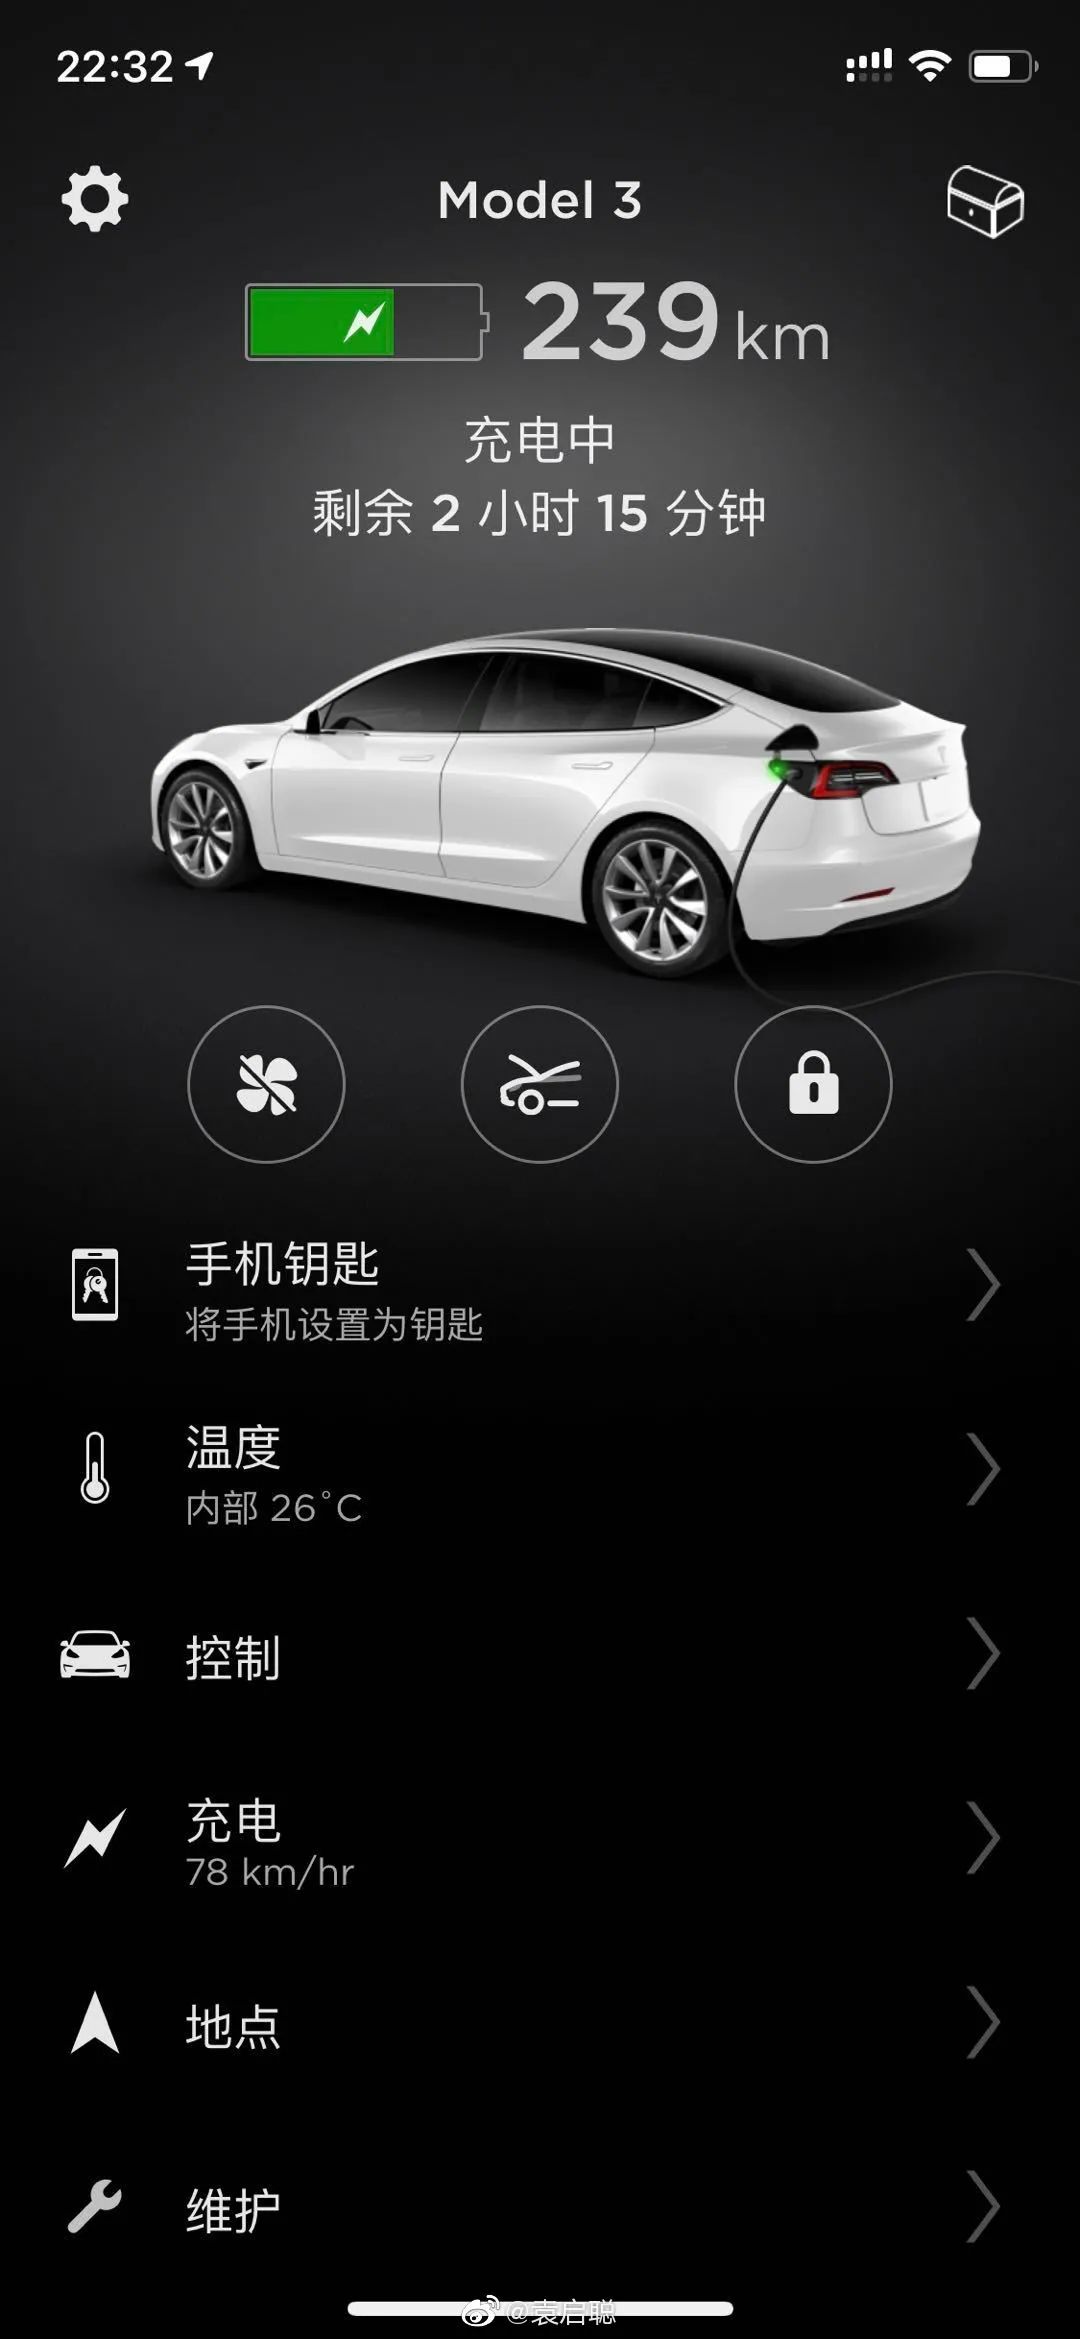 22:32
Model 3
239 km
充电中
剩余 2 小时 15 分钟
手机钥匙
将手机设置为钥匙
温度
内部 26°C
控制
充电
78 km/hr
地点
维护
@袁启聪